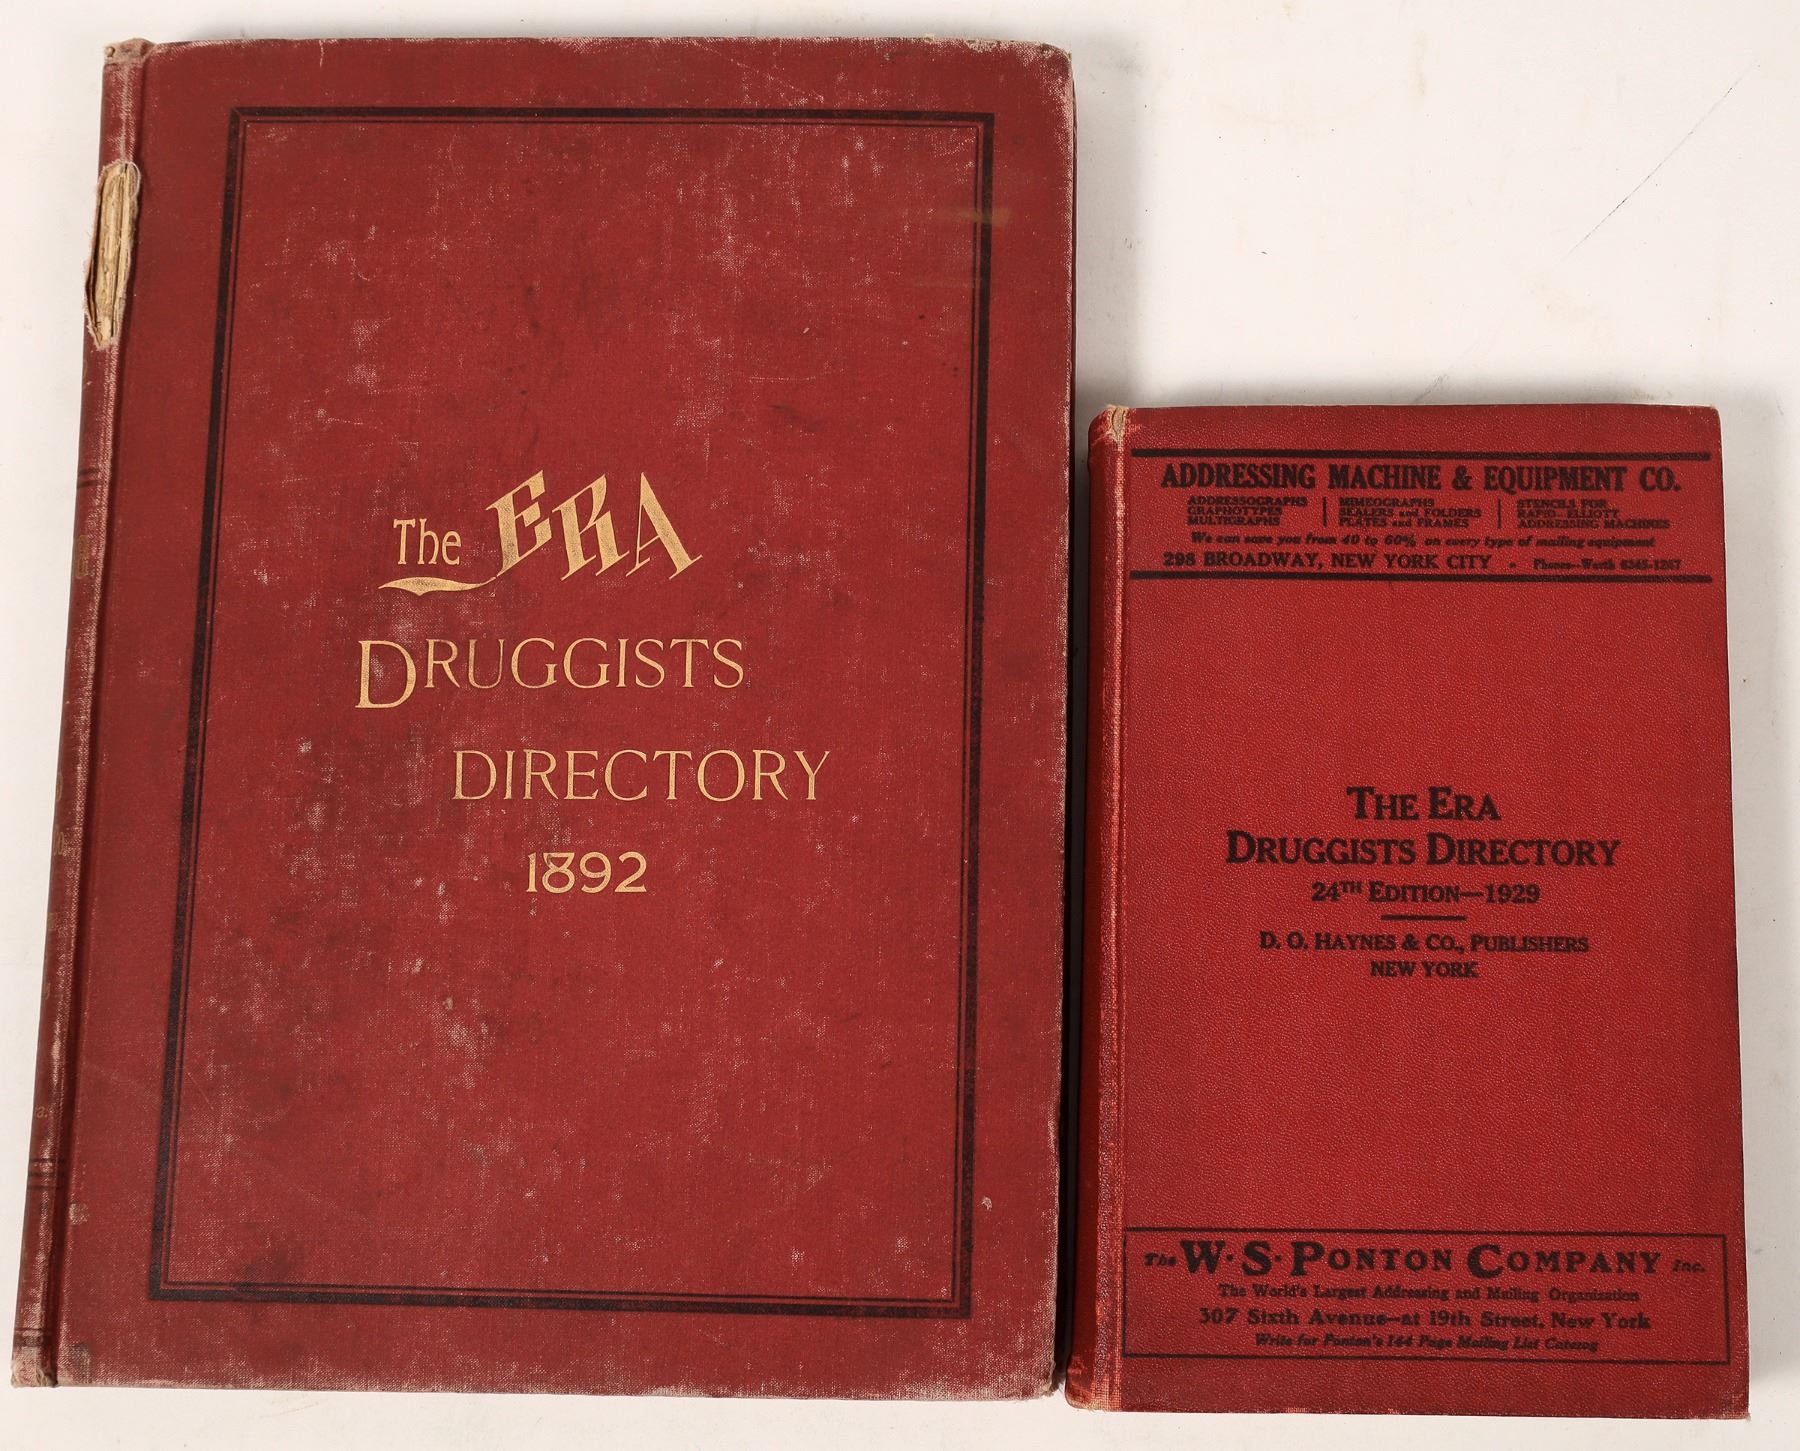 The ERA
DRUGGISTS
DIRECTORY
1892
ADDRESSING MACHINE & EQUIPMENT CO.
ADDRESSOGRAPHS
GRAPHOTYPES
MULTIGRAPHS
MIMEOGRAPHS
SEALERS and FOLDERS
PLATES and FRAMES
STENCILS FOR
RAPID-ELLIOTT
ADDRESSING MACHINES
We can save you from 40 to 60% on every type of mailing equipment
298 BROADWAY, NEW YORK CITY - Phones-Worth
THE ERA
DRUGGISTS DIRECTORY
24TH EDITION—1929
D. O. HAYNES & CO., PUBLISHERS
NEW YORK
The W·S·PONTON COMPANY Inc.
The World's Largest Addressing and Mailing Organization
307 Sixth Avenue—at 19th Street, New York
Write for Ponton's 144 Page Mailing List Catalog